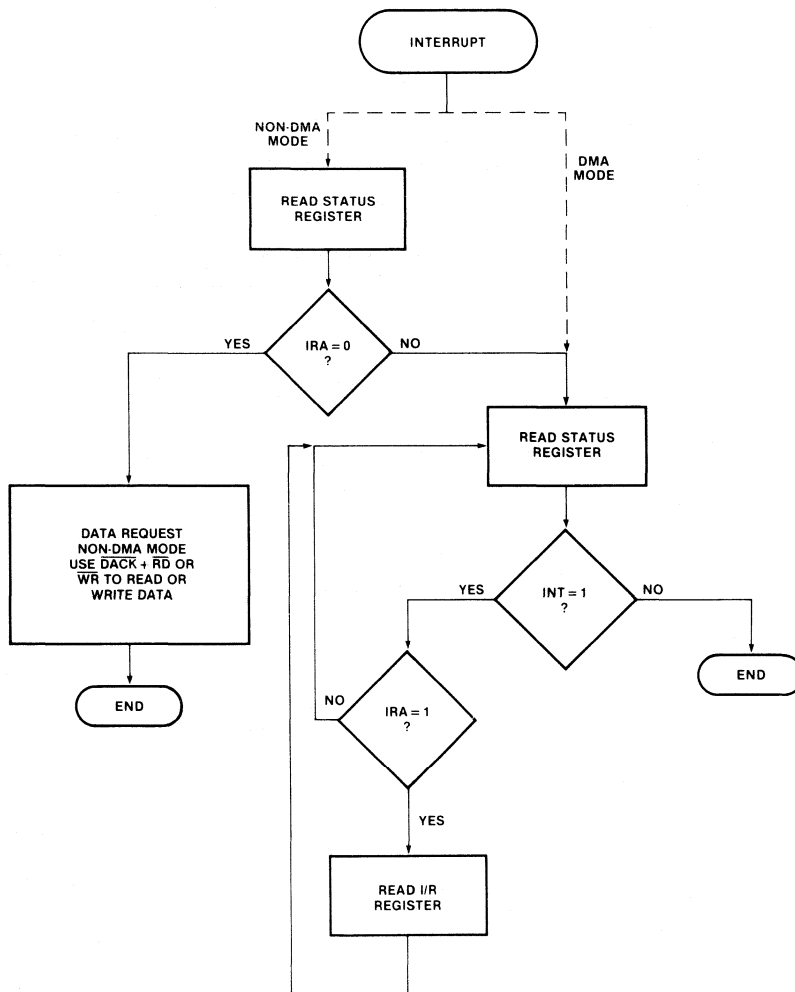 INTERRUPT
NON-DMA
MODE
DMA
MODE
READ STATUS
REGISTER
YES
IRA = 0
?
NO
READ STATUS
REGISTER
DATA REQUEST
NON-DMA MODE
USE DACK + RD OR
WR TO READ OR
WRITE DATA
YES
INT = 1
?
NO
END
END
NO
IRA = 1
?
YES
READ I/R
REGISTER